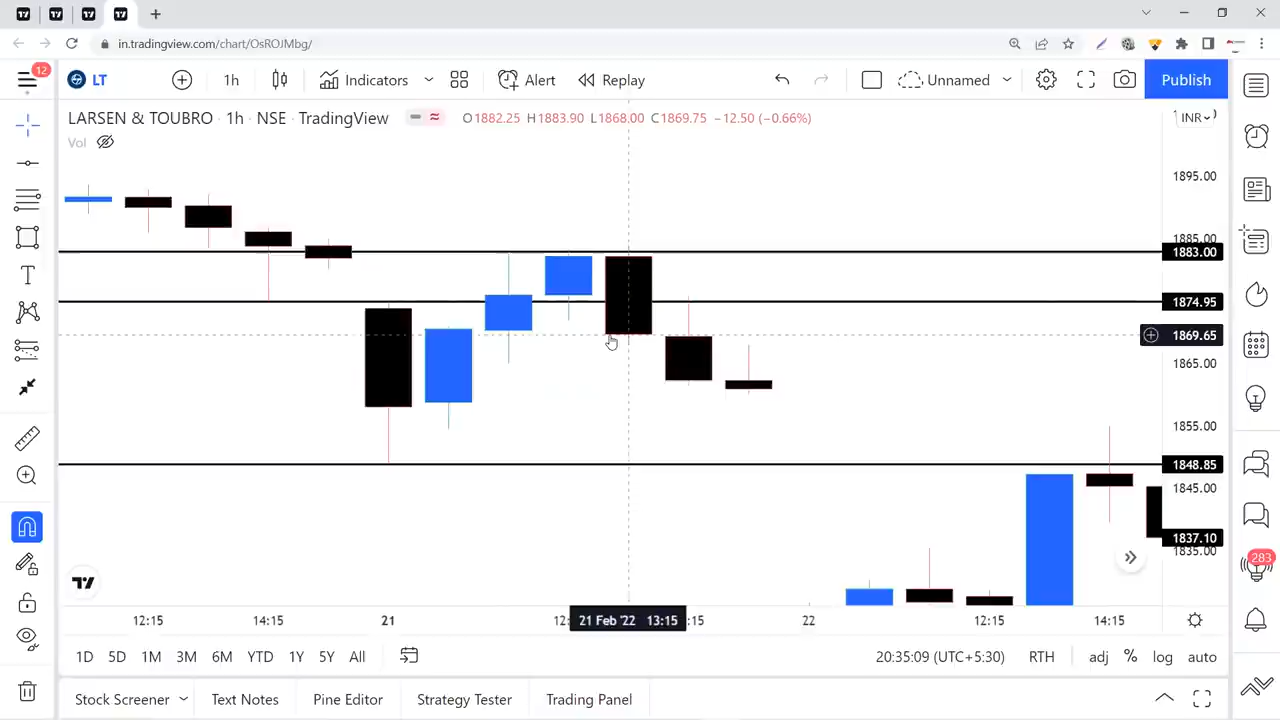 in.tradingview.com/chart/OsROJMbg/
12
LT
1h
Indicators
Alert
Replay
Unnamed
Publish
LARSEN & TOUBRO · 1h · NSE · TradingView
O1882.25 H1883.90 L1868.00 C1869.75 −12.50 (−0.66%)
INR
Vol
1895.00
1885.00
1883.00
1874.95
1869.65
1865.00
1855.00
1848.85
1845.00
1837.10
1835.00
283
12:15
14:15
21
12:
21 Feb '22 13:15
:15
22
12:15
14:15
1D
5D
1M
3M
6M
YTD
1Y
5Y
All
20:35:09 (UTC+5:30)
RTH
adj
%
log
auto
Stock Screener
Text Notes
Pine Editor
Strategy Tester
Trading Panel